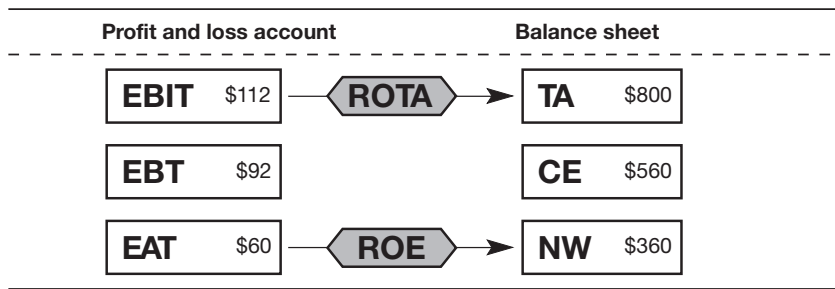 Profit and loss account Balance sheet
EBIT $112 ROTA TA $800
EBT $92 CE $560
EAT $60 ROE NW $360